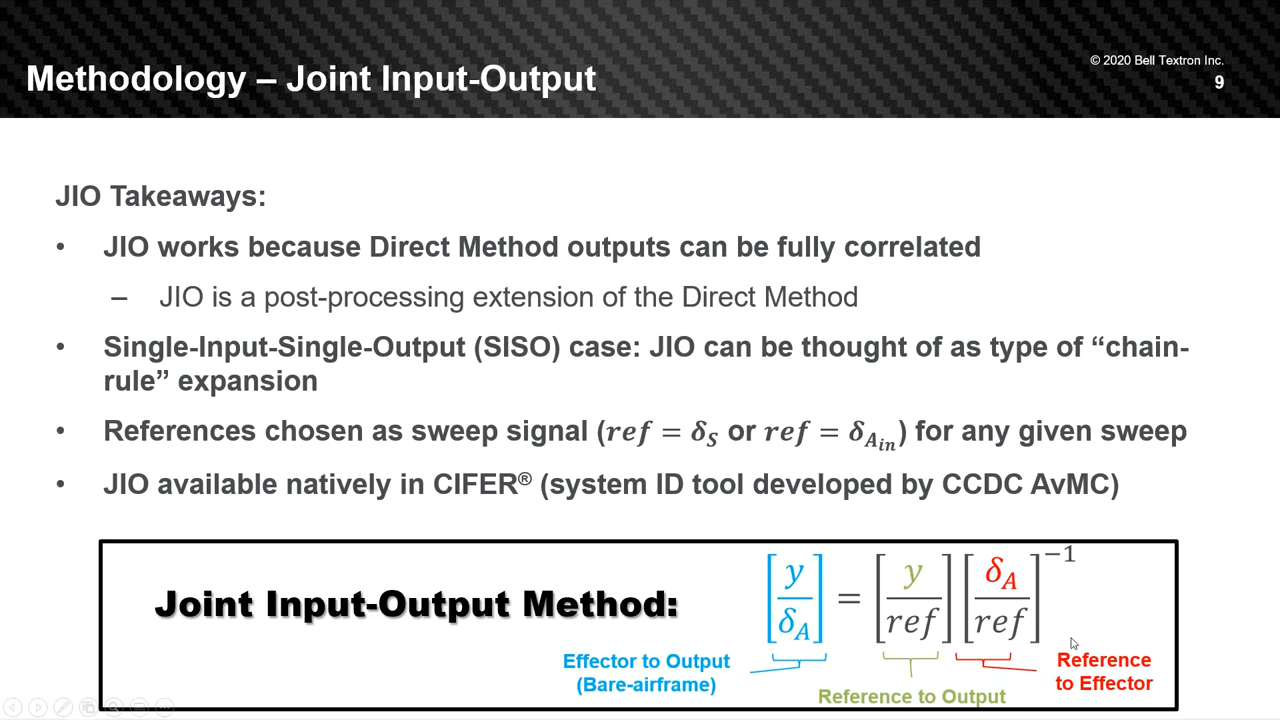 © 2020 Bell Textron Inc.
Methodology – Joint Input-Output
9
JIO Takeaways:
• JIO works because Direct Method outputs can be fully correlated
– JIO is a post-processing extension of the Direct Method
• Single-Input-Single-Output (SISO) case: JIO can be thought of as type of “chain-
rule” expansion
• References chosen as sweep signal (ref = δ_S or ref = δ_{A_{in}}) for any given sweep
• JIO available natively in CIFER® (system ID tool developed by CCDC AvMC)
Joint Input-Output Method: [y/δ_A] = [y/ref] [δ_A/ref]^{−1}
Effector to Output
(Bare-airframe)
Reference to Output
Reference
to Effector